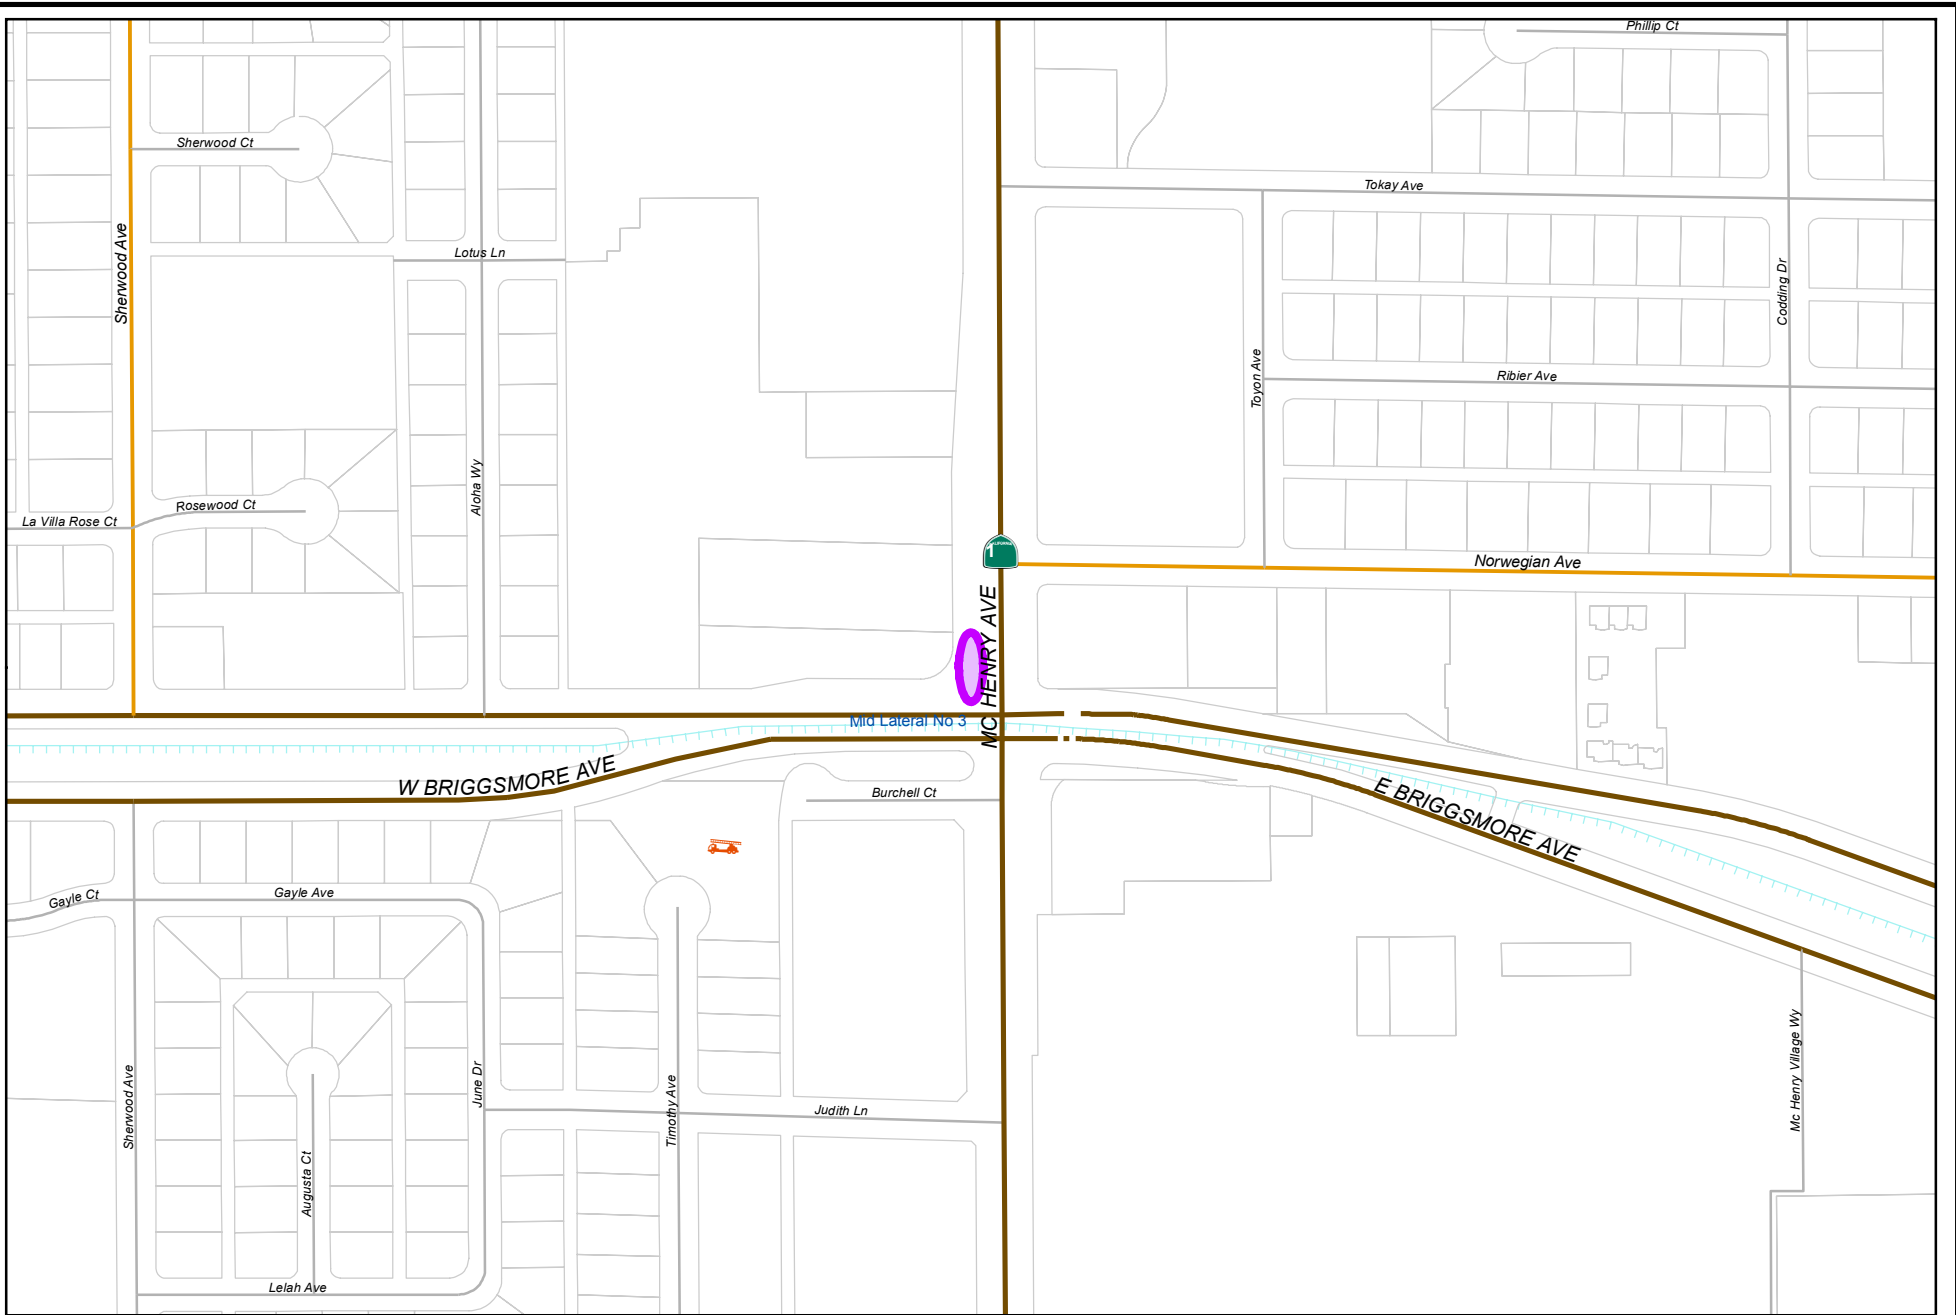 Phillip Ct
Sherwood Ct
Tokay Ave
Sherwood Ave
Lotus Ln
Codding Dr
Toyon Ave
Ribier Ave
Aloha Wy
Rosewood Ct
La Villa Rose Ct
1
Norwegian Ave
MC HENRY AVE
Mid Lateral No 3
W BRIGGSMORE AVE
Burchell Ct
E BRIGGSMORE AVE
Gayle Ct
Gayle Ave
Sherwood Ave
June Dr
Timothy Ave
Judith Ln
Mc Henry Village Wy
Augusta Ct
Lelah Ave